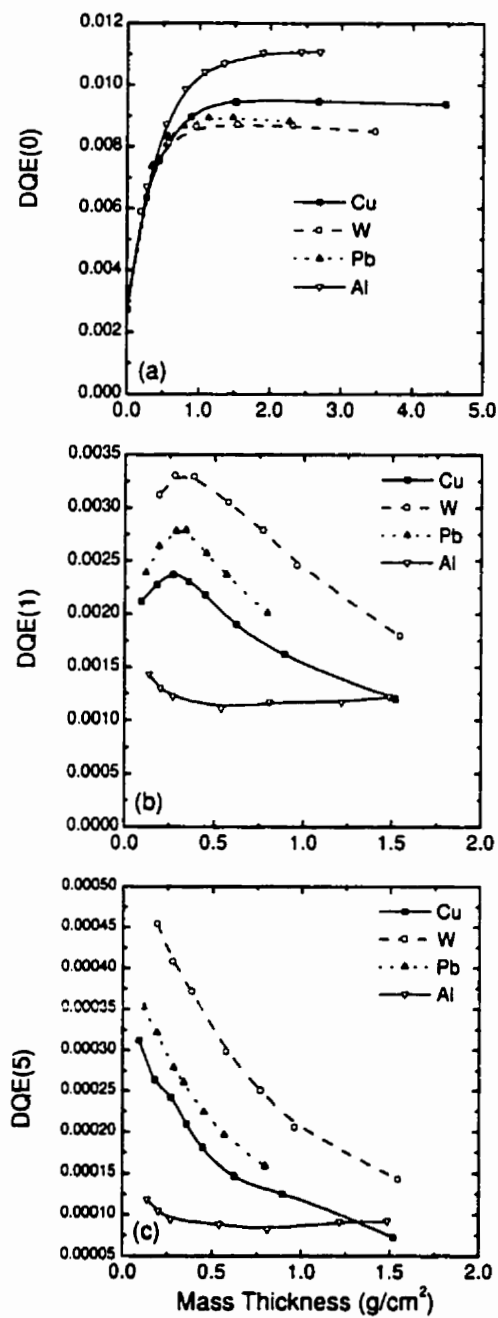 0.012
0.010
0.008
0.006
0.004
0.002
0.000
DQE(0)
Cu
W
Pb
Al
(a)
0.0 1.0 2.0 3.0 4.0 5.0
0.0035
0.0030
0.0025
0.0020
0.0015
0.0010
0.0005
0.0000
DQE(1)
Cu
W
Pb
Al
(b)
0.0 0.5 1.0 1.5 2.0
0.00050
0.00045
0.00040
0.00035
0.00030
0.00025
0.00020
0.00015
0.00010
0.00005
DQE(5)
Cu
W
Pb
Al
(c)
0.0 0.5 1.0 1.5 2.0
Mass Thickness (g/cm²)